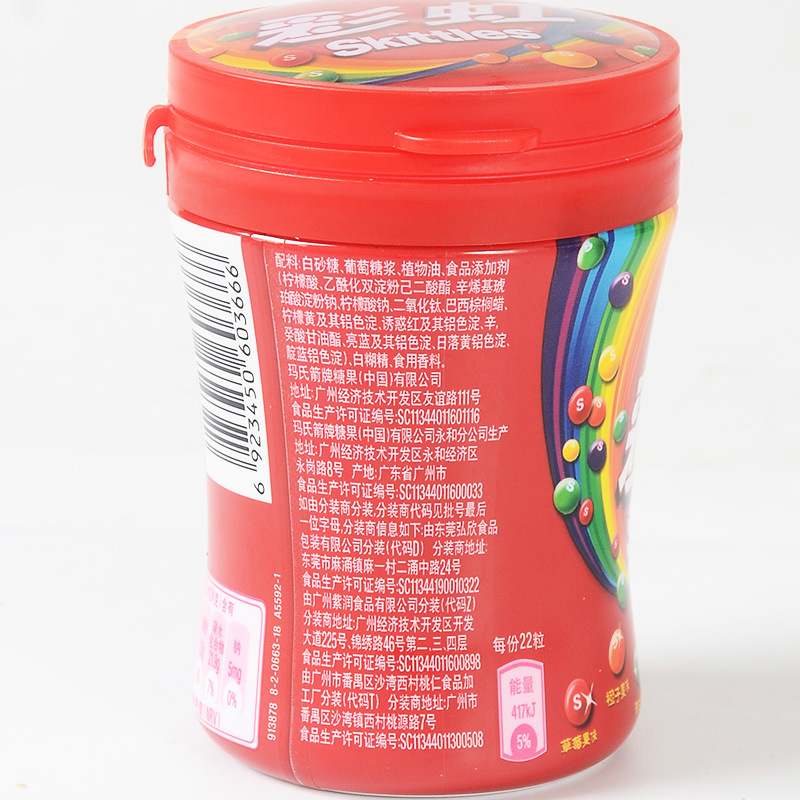 彩虹
Skittles
配料:白砂糖、葡萄糖浆、植物油、食品添加剂
(柠檬酸、乙酰化双淀粉己二酸酯、辛烯基琥
珀酸淀粉钠、柠檬酸钠、二氧化钛、巴西棕榈蜡、
柠檬黄及其铝色淀、诱惑红及其铝色淀、辛,
癸酸甘油酯、亮蓝及其铝色淀、日落黄铝色淀、
靛蓝铝色淀)、白糊精、食用香料。
玛氏箭牌糖果(中国)有限公司
地址:广州经济技术开发区友谊路111号
食品生产许可证编号:SC11344011601116
玛氏箭牌糖果(中国)有限公司永和分公司生产
地址:广州经济技术开发区永和经济区
永岗路8号 产地:广东省广州市
食品生产许可证编号:SC11344011600033
如由分装商分装,分装商代码见批号最后
一位字母,分装商信息如下:由东莞弘欣食品
包装有限公司分装(代码D) 分装商地址:
东莞市麻涌镇麻一村二涌中路24号
食品生产许可证编号:SC11344190010322
由广州紫润食品有限公司分装(代码Z)
分装商地址:广州经济技术开发区开发
大道225号、锦绣路46号第二、三、四层
食品生产许可证编号:SC11344011600898
由广州市番禺区沙湾西村桃仁食品加
工厂分装(代码T) 分装商地址:广州市
番禺区沙湾镇西村桃源路7号
食品生产许可证编号:SC11344011300508
6 923450 603666
913878 8-2-0663-18 A5592-1
钠
5mg
0%
7%
每份22粒
能量
417kJ
5%
草莓果味
橙子果味